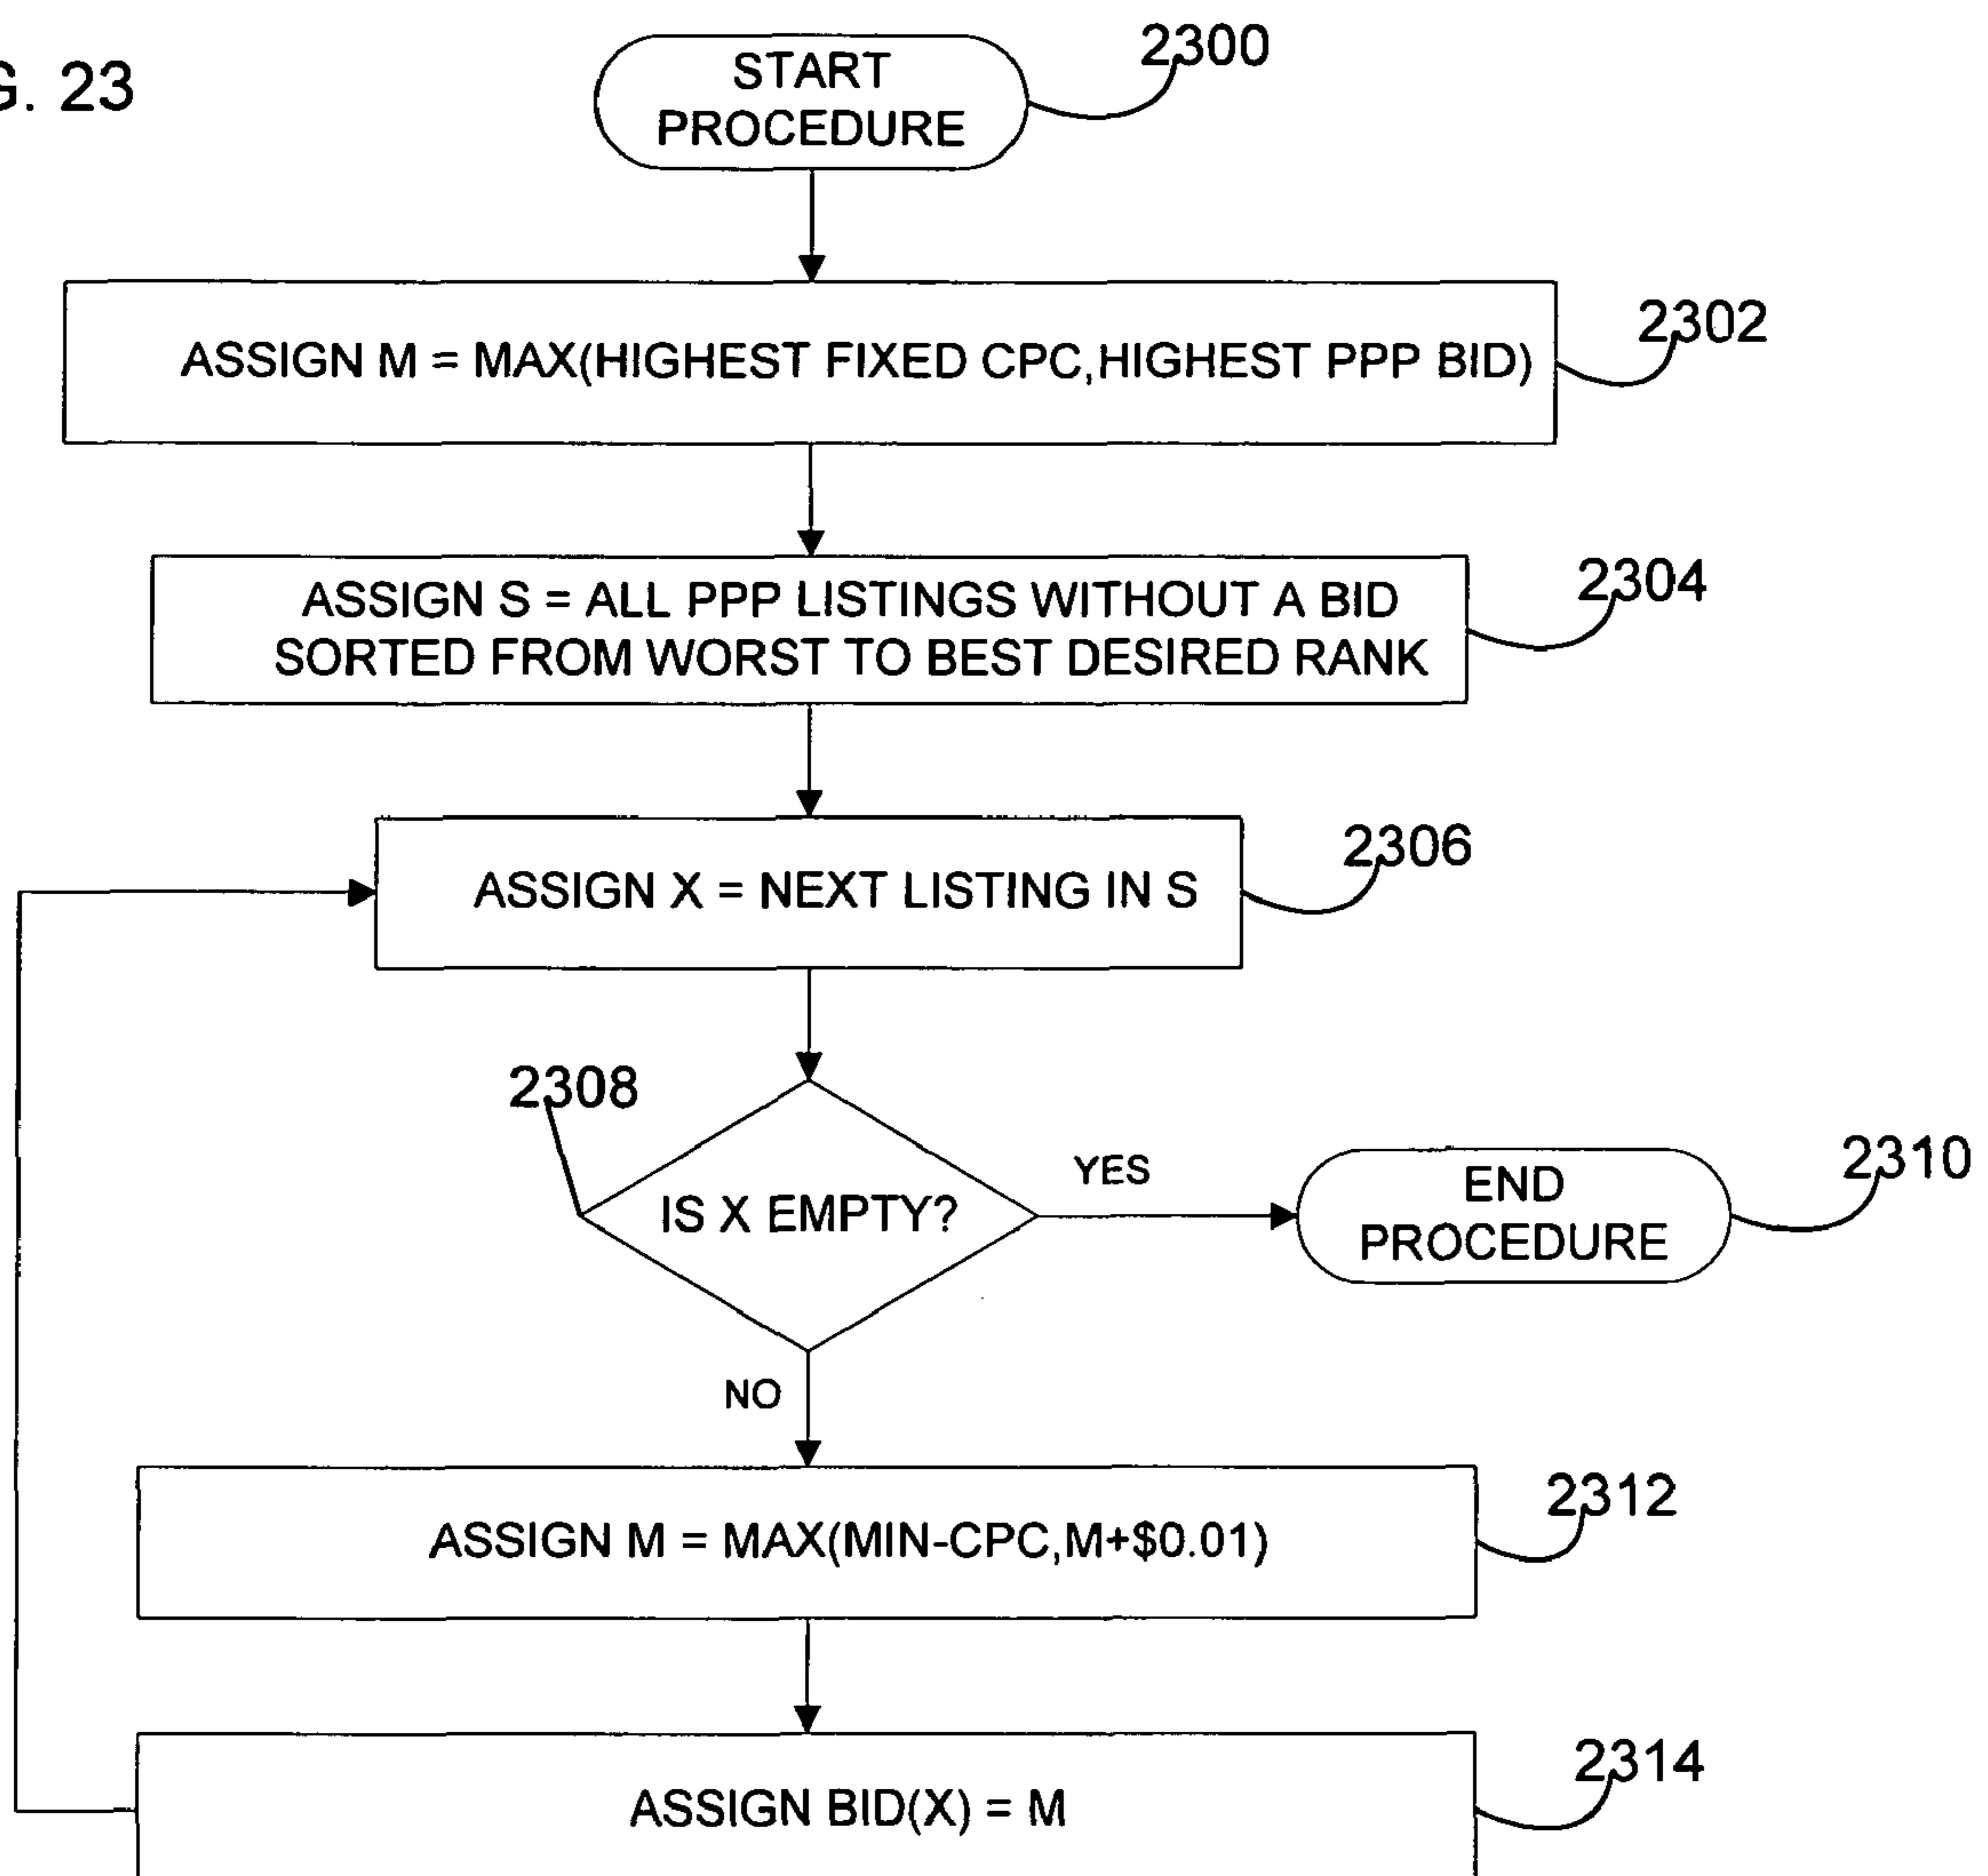 G. 23
START
PROCEDURE
2300
ASSIGN M = MAX(HIGHEST FIXED CPC,HIGHEST PPP BID)
2302
ASSIGN S = ALL PPP LISTINGS WITHOUT A BID
SORTED FROM WORST TO BEST DESIRED RANK
2304
ASSIGN X = NEXT LISTING IN S
2306
2308
IS X EMPTY?
YES
END
PROCEDURE
2310
NO
ASSIGN M = MAX(MIN-CPC,M+$0.01)
2312
ASSIGN BID(X) = M
2314